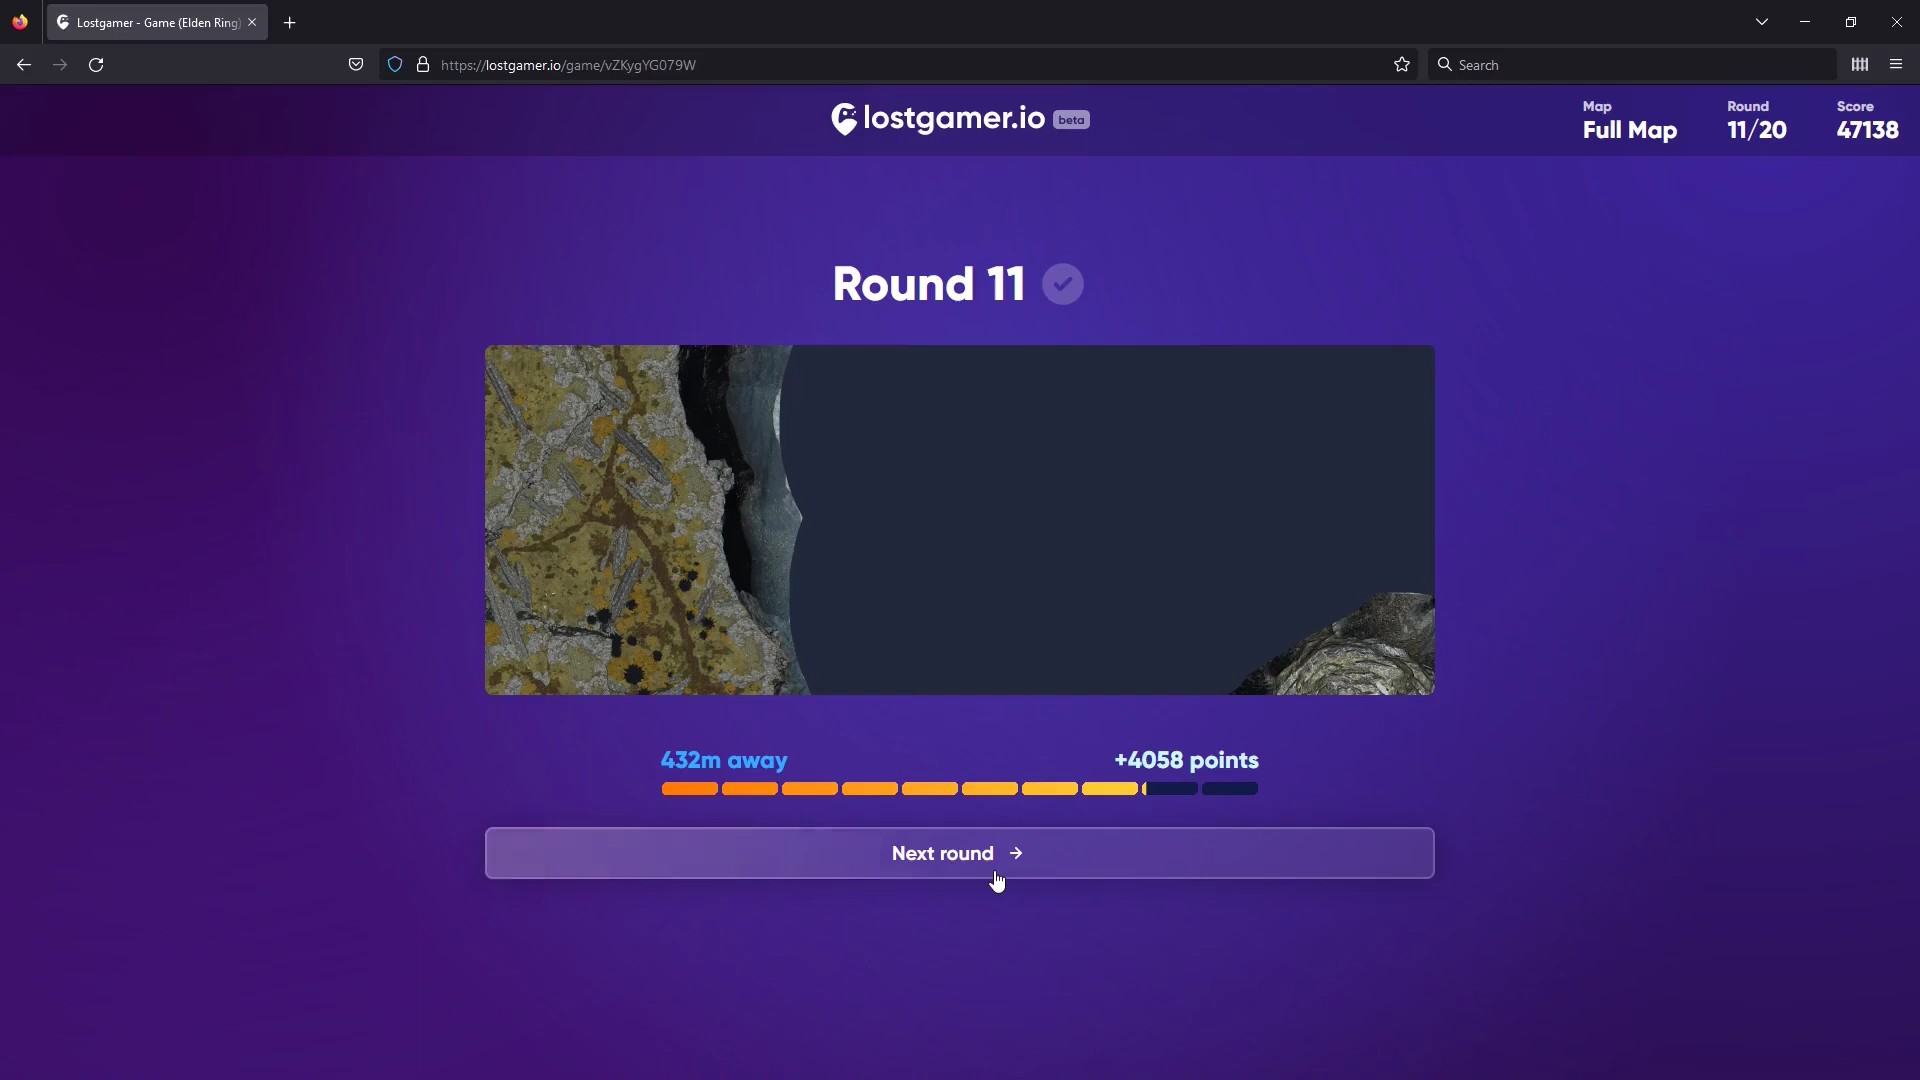 Lostgamer - Game (Elden Ring)
https://lostgamer.io/game/vZKygYG079W
Search
lostgamer.io beta
Map
Full Map
Round
11/20
Score
47138
Round 11
432m away
+4058 points
Next round →